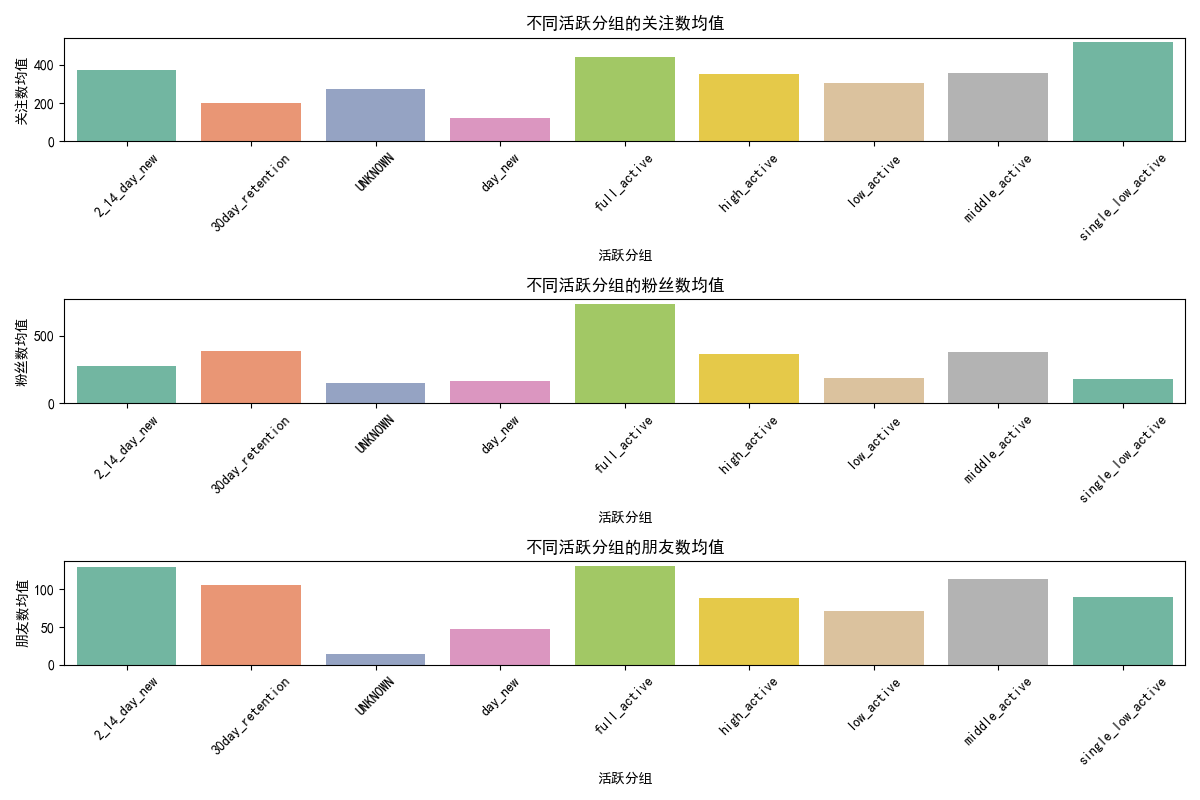 不同活跃分组的关注数均值
关注数均值
400
200
0
2_14_day_new
30day_retention
UNKNOWN
day_new
full_active
high_active
low_active
middle_active
single_low_active
活跃分组
不同活跃分组的粉丝数均值
粉丝数均值
500
0
2_14_day_new
30day_retention
UNKNOWN
day_new
full_active
high_active
low_active
middle_active
single_low_active
活跃分组
不同活跃分组的朋友数均值
朋友数均值
100
50
0
2_14_day_new
30day_retention
UNKNOWN
day_new
full_active
high_active
low_active
middle_active
single_low_active
活跃分组